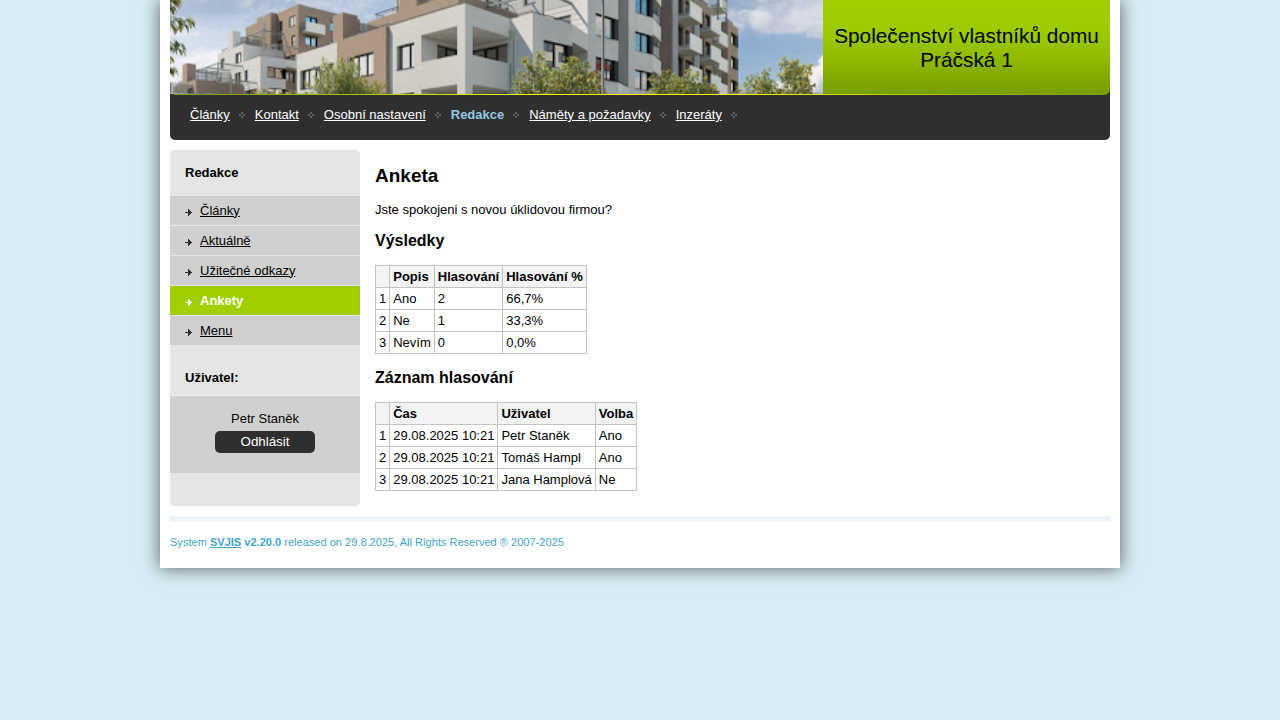 Společenství vlastníků domu
Práčská 1
Články Kontakt Osobní nastavení Redakce Náměty a požadavky Inzeráty
Redakce
Články
Aktuálně
Užitečné odkazy
Ankety
Menu
Uživatel:
Petr Staněk
Odhlásit
Anketa
Jste spokojeni s novou úklidovou firmou?
Výsledky
Popis Hlasování Hlasování %
1 Ano 2 66,7%
2 Ne 1 33,3%
3 Nevím 0 0,0%
Záznam hlasování
Čas Uživatel Volba
1 29.08.2025 10:21 Petr Staněk Ano
2 29.08.2025 10:21 Tomáš Hampl Ano
3 29.08.2025 10:21 Jana Hamplová Ne
System SVJIS v2.20.0 released on 29.8.2025, All Rights Reserved ® 2007-2025